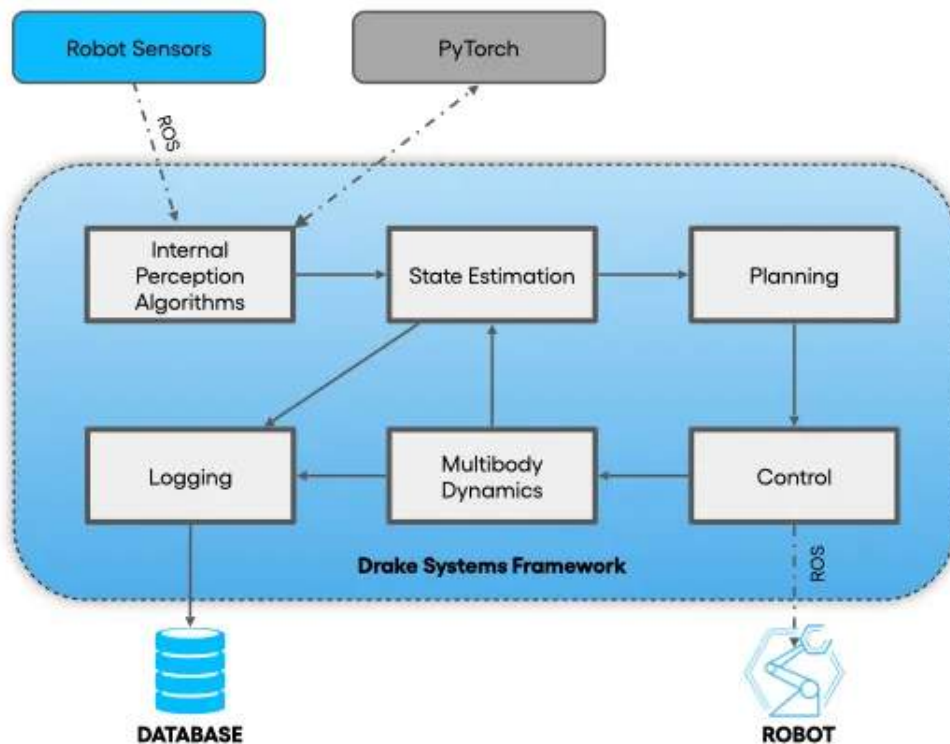 Robot Sensors
PyTorch
ROS
Internal
Perception
Algorithms
State Estimation
Planning
Logging
Multibody
Dynamics
Control
Drake Systems Framework
ROS
DATABASE
ROBOT